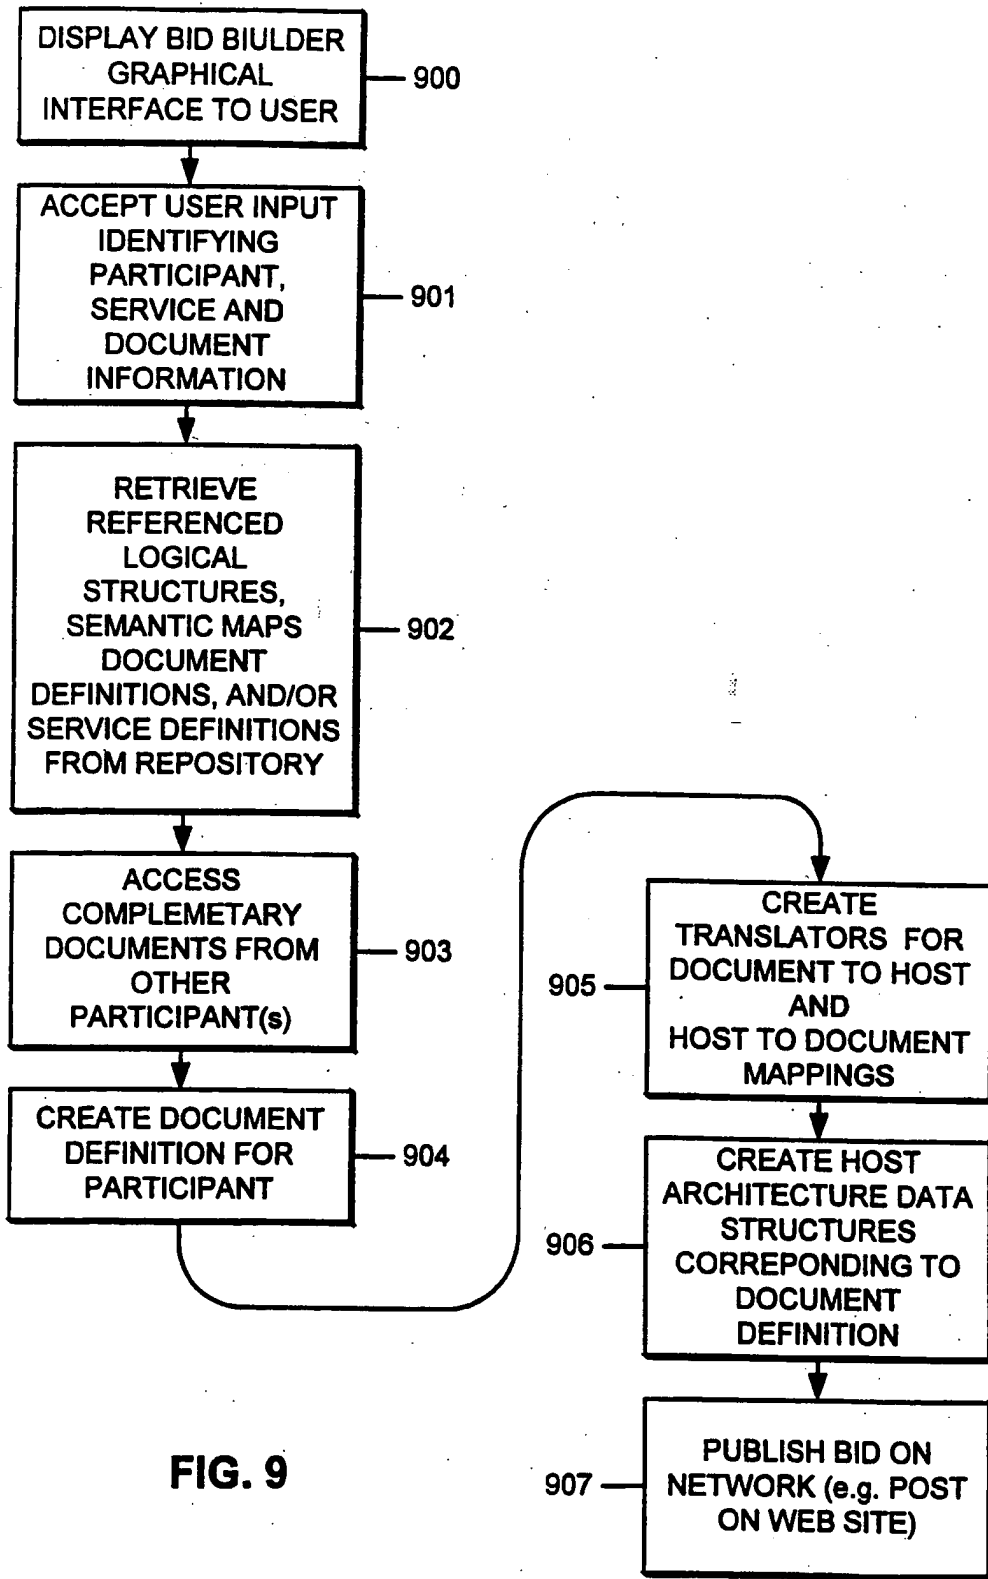 DISPLAY BID BIULDER
GRAPHICAL
INTERFACE TO USER
900
ACCEPT USER INPUT
IDENTIFYING
PARTICIPANT,
SERVICE AND
DOCUMENT
INFORMATION
901
RETRIEVE
REFERENCED
LOGICAL
STRUCTURES,
SEMANTIC MAPS
DOCUMENT
DEFINITIONS, AND/OR
SERVICE DEFINITIONS
FROM REPOSITORY
902
ACCESS
COMPLEMETARY
DOCUMENTS FROM
OTHER
PARTICIPANT(s)
903
CREATE DOCUMENT
DEFINITION FOR
PARTICIPANT
904
CREATE
TRANSLATORS FOR
DOCUMENT TO HOST
AND
HOST TO DOCUMENT
MAPPINGS
905
CREATE HOST
ARCHITECTURE DATA
STRUCTURES
CORREPONDING TO
DOCUMENT
DEFINITION
906
PUBLISH BID ON
NETWORK (e.g. POST
ON WEB SITE)
907
FIG. 9